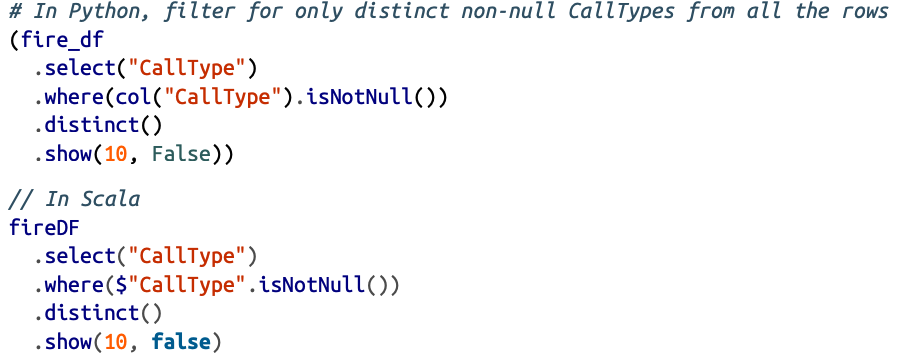 # In Python, filter for only distinct non-null CallTypes from all the rows
(fire_df
  .select("CallType")
  .where(col("CallType").isNotNull())
  .distinct()
  .show(10, False))
// In Scala
fireDF
  .select("CallType")
  .where($"CallType".isNotNull())
  .distinct()
  .show(10, false)